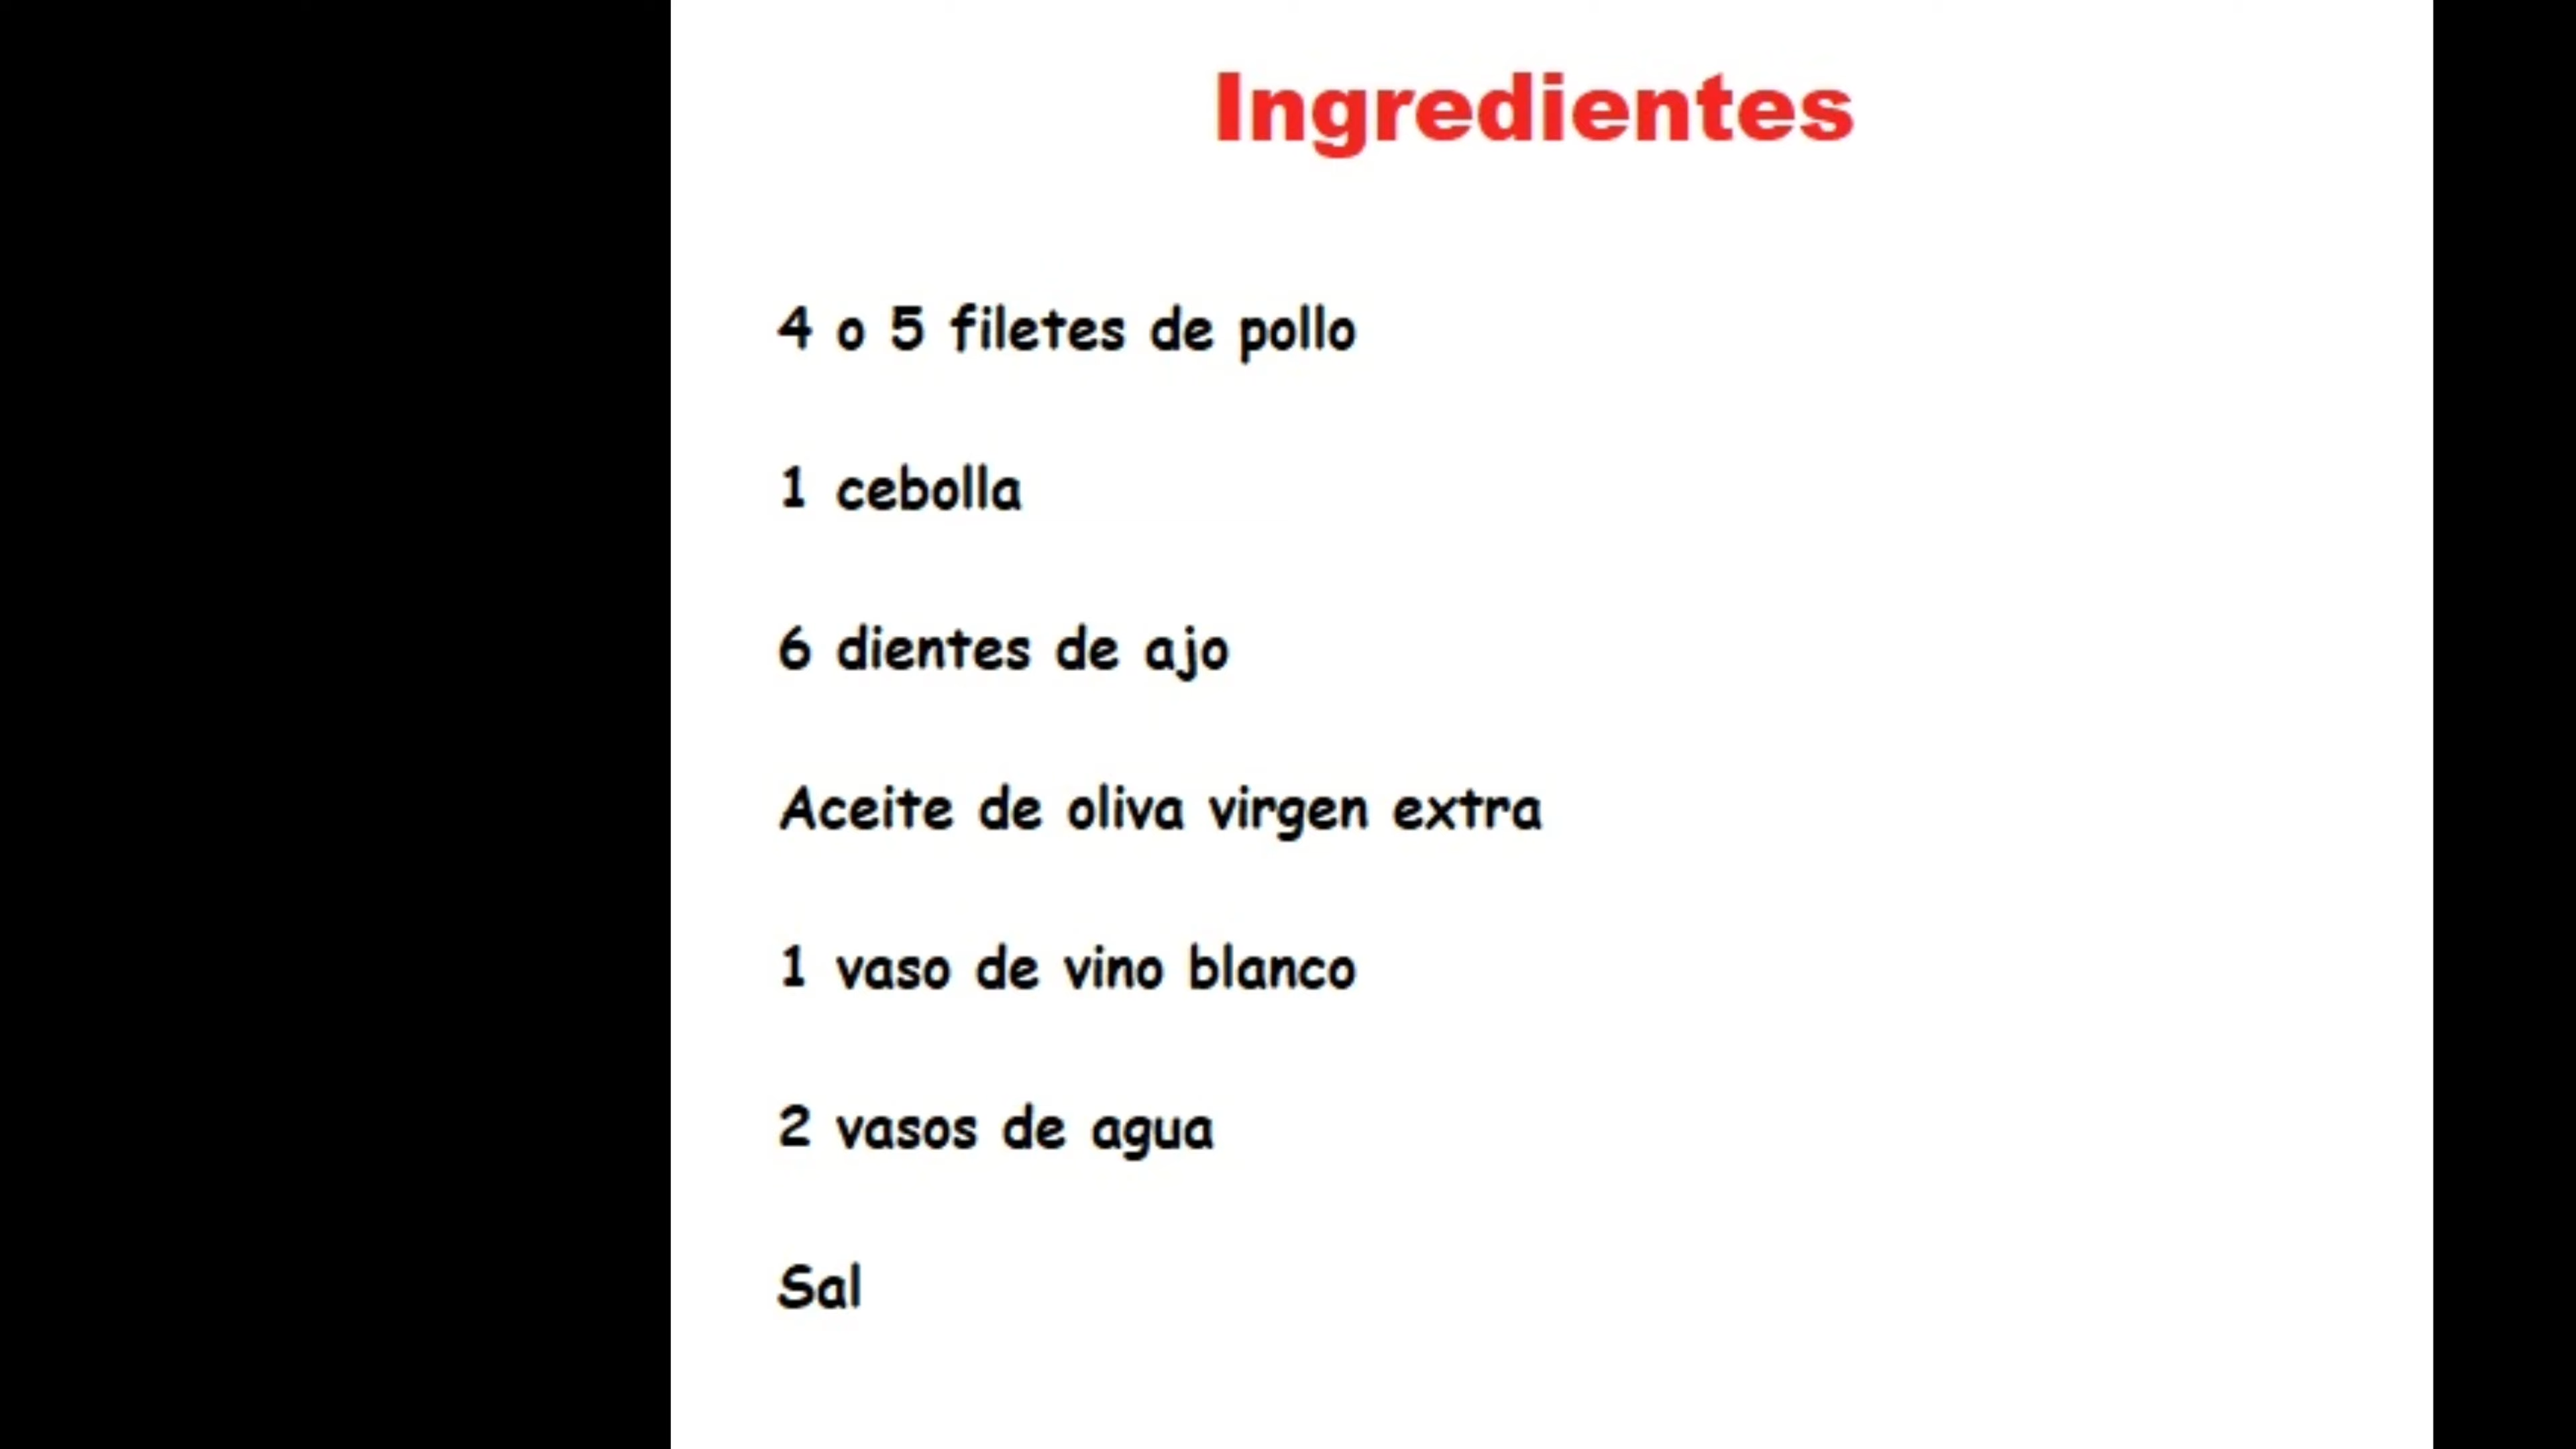 Ingredientes
4 o 5 filetes de pollo
1 cebolla
6 dientes de ajo
Aceite de oliva virgen extra
1 vaso de vino blanco
2 vasos de agua
Sal